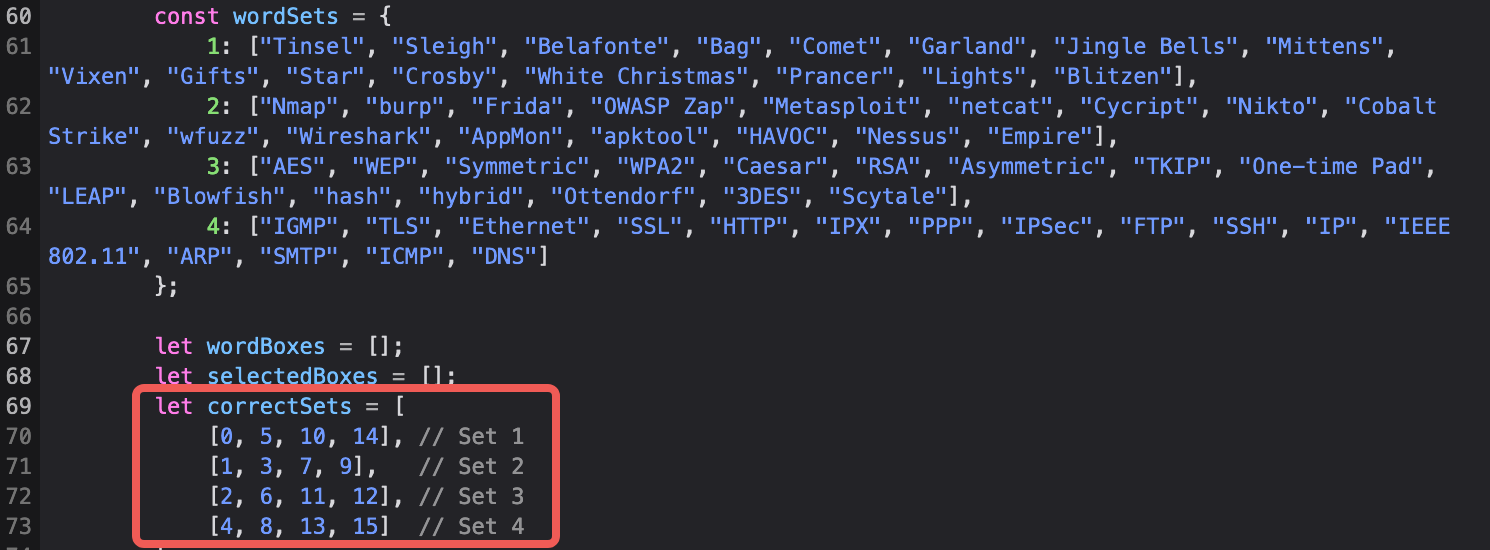 60 const wordSets = {
61 1: ["Tinsel", "Sleigh", "Belafonte", "Bag", "Comet", "Garland", "Jingle Bells", "Mittens",
"Vixen", "Gifts", "Star", "Crosby", "White Christmas", "Prancer", "Lights", "Blitzen"],
62 2: ["Nmap", "burp", "Frida", "OWASP Zap", "Metasploit", "netcat", "Cycript", "Nikto", "Cobalt
Strike", "wfuzz", "Wireshark", "AppMon", "apktool", "HAVOC", "Nessus", "Empire"],
63 3: ["AES", "WEP", "Symmetric", "WPA2", "Caesar", "RSA", "Asymmetric", "TKIP", "One-time Pad",
"LEAP", "Blowfish", "hash", "hybrid", "Ottendorf", "3DES", "Scytale"],
64 4: ["IGMP", "TLS", "Ethernet", "SSL", "HTTP", "IPX", "PPP", "IPSec", "FTP", "SSH", "IP", "IEEE
802.11", "ARP", "SMTP", "ICMP", "DNS"]
65 };
66
67 let wordBoxes = [];
68 let selectedBoxes = [];
69 let correctSets = [
70 [0, 5, 10, 14], // Set 1
71 [1, 3, 7, 9], // Set 2
72 [2, 6, 11, 12], // Set 3
73 [4, 8, 13, 15] // Set 4